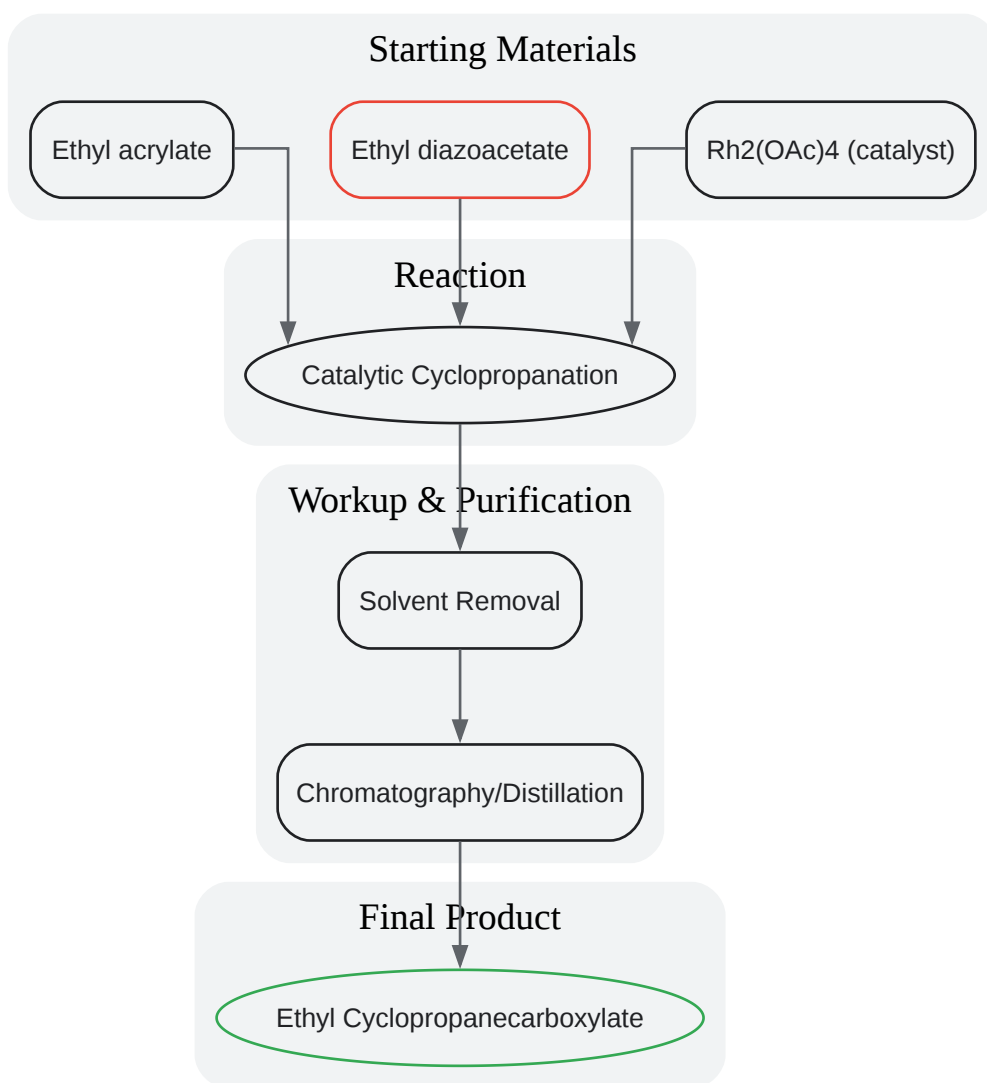 Starting Materials
Ethyl acrylate
Ethyl diazoacetate
Rh2(OAc)4 (catalyst)
Reaction
Catalytic Cyclopropanation
Workup & Purification
Solvent Removal
Chromatography/Distillation
Final Product
Ethyl Cyclopropanecarboxylate